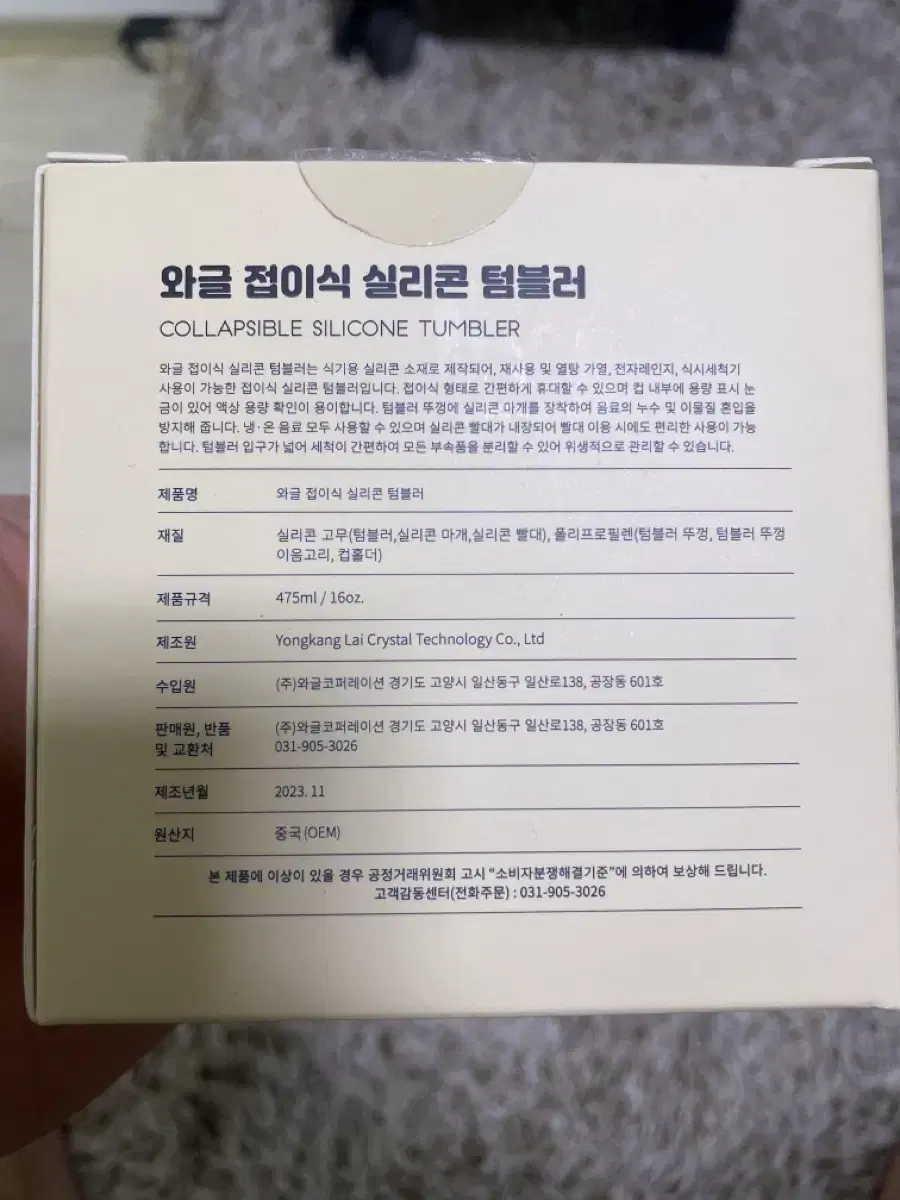 와글 접이식 실리콘 텀블러
COLLAPSIBLE SILICONE TUMBLER
와글 접이식 실리콘 텀블러는 식기용 실리콘 소재로 제작되어, 재사용 및 열탕 가열, 전자레인지, 식시세척기
사용이 가능한 접이식 실리콘 텀블러입니다. 접이식 형태로 간편하게 휴대할 수 있으며 컵 내부에 용량 표시 눈
금이 있어 액상 용량 확인이 용이합니다. 텀블러 뚜껑에 실리콘 마개를 장착하여 음료의 누수 및 이물질 혼입을
방지해 줍니다. 냉·온 음료 모두 사용할 수 있으며 실리콘 빨대가 내장되어 빨대 이용 시에도 편리한 사용이 가능
합니다. 텀블러 입구가 넓어 세척이 간편하여 모든 부속품을 분리할 수 있어 위생적으로 관리할 수 있습니다.
제품명 와글 접이식 실리콘 텀블러
재질 실리콘 고무(텀블러,실리콘 마개,실리콘 빨대), 폴리프로필렌(텀블러 뚜껑, 텀블러 뚜껑
이음고리, 컵홀더)
제품규격 475ml / 16oz.
제조원 Yongkang Lai Crystal Technology Co., Ltd
수입원 (주)와글코퍼레이션 경기도 고양시 일산동구 일산로138, 공장동 601호
판매원, 반품 (주)와글코퍼레이션 경기도 고양시 일산동구 일산로138, 공장동 601호
및 교환처 031-905-3026
제조년월 2023. 11
원산지 중국(OEM)
본 제품에 이상이 있을 경우 공정거래위원회 고시 "소비자분쟁해결기준"에 의하여 보상해 드립니다.
고객감동센터(전화주문) : 031-905-3026